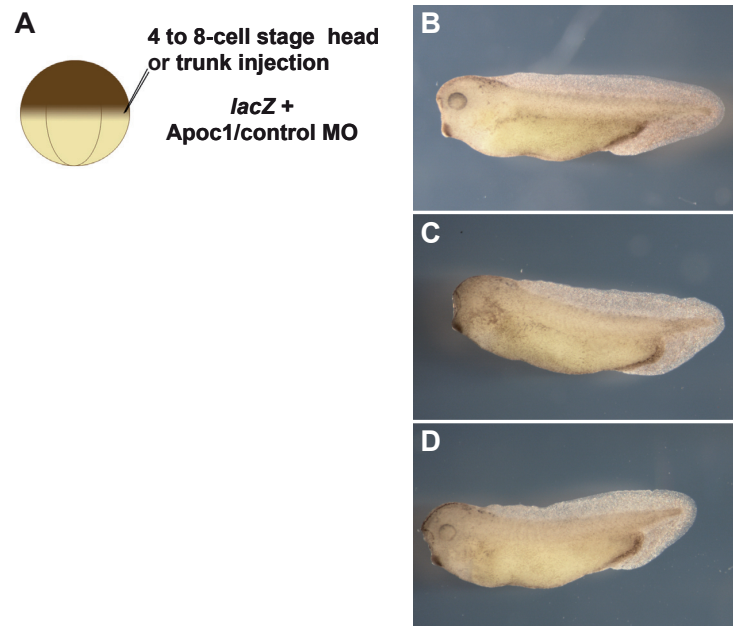 A
4 to 8-cell stage head
or trunk injection
lacZ +
Apoc1/control MO
B
C
D